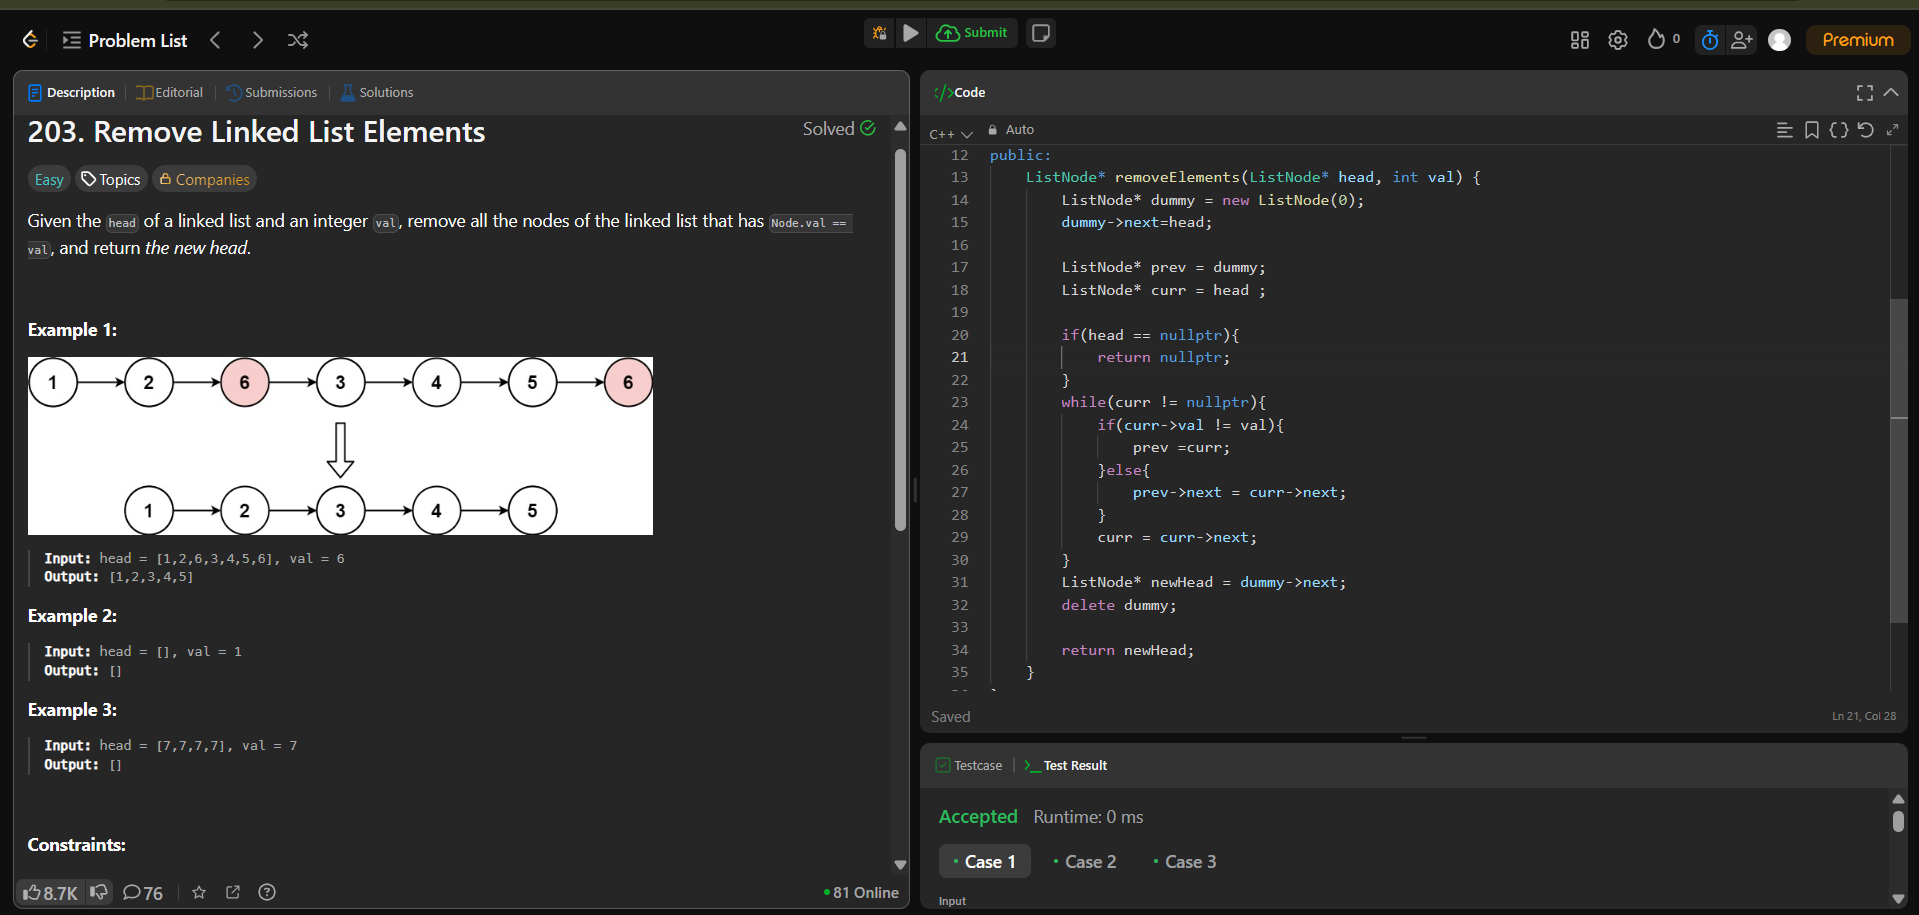 Problem List
Submit
0
Premium
Description
Editorial
Submissions
Solutions
203. Remove Linked List Elements
Solved
Easy
Topics
Companies
Given the head of a linked list and an integer val, remove all the nodes of the linked list that has Node.val ==
val, and return the new head.
Example 1:
1 2 6 3 4 5 6
1 2 3 4 5
Input: head = [1,2,6,3,4,5,6], val = 6
Output: [1,2,3,4,5]
Example 2:
Input: head = [], val = 1
Output: []
Example 3:
Input: head = [7,7,7,7], val = 7
Output: []
Constraints:
8.7K
76
81 Online
</>Code
C++
Auto
12 public:
13 ListNode* removeElements(ListNode* head, int val) {
14 ListNode* dummy = new ListNode(0);
15 dummy->next=head;
16
17 ListNode* prev = dummy;
18 ListNode* curr = head ;
19
20 if(head == nullptr){
21 return nullptr;
22 }
23 while(curr != nullptr){
24 if(curr->val != val){
25 prev =curr;
26 }else{
27 prev->next = curr->next;
28 }
29 curr = curr->next;
30 }
31 ListNode* newHead = dummy->next;
32 delete dummy;
33
34 return newHead;
35 }
Saved
Ln 21, Col 28
Testcase
>_ Test Result
Accepted
Runtime: 0 ms
Case 1
Case 2
Case 3
Input